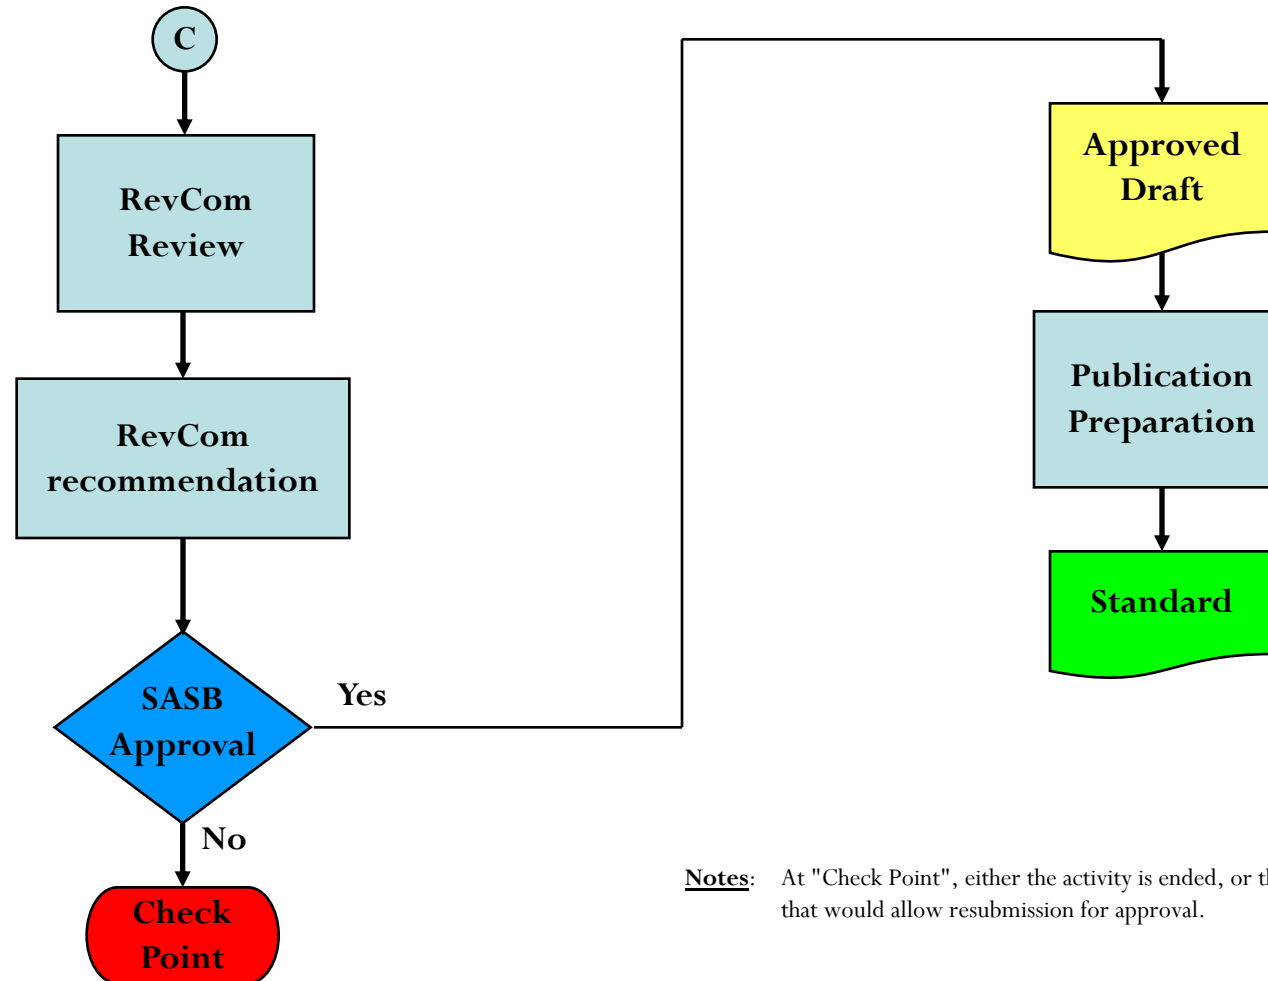 C
RevCom
Review
RevCom
recommendation
SASB
Approval
Yes
No
Check
Point
Approved
Draft
Publication
Preparation
Standard
Notes: At "Check Point", either the activity is ended, or
that would allow resubmission for approval.